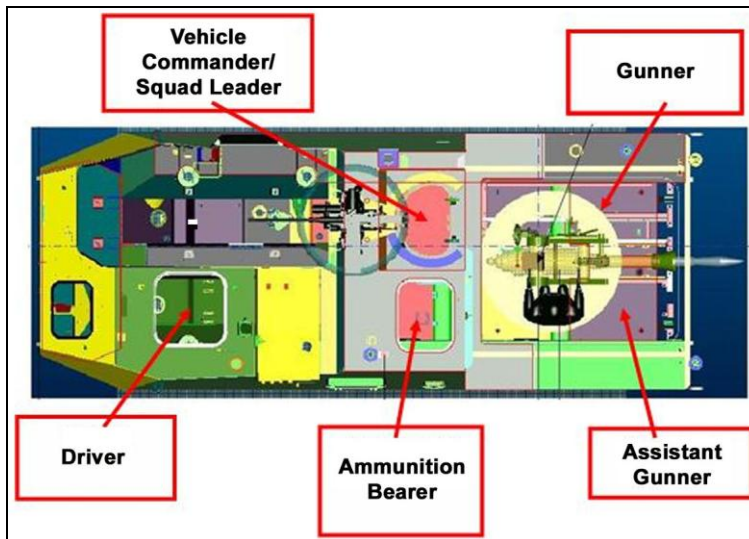 Vehicle
Commander/
Squad Leader
Gunner
Driver
Ammunition
Bearer
Assistant
Gunner